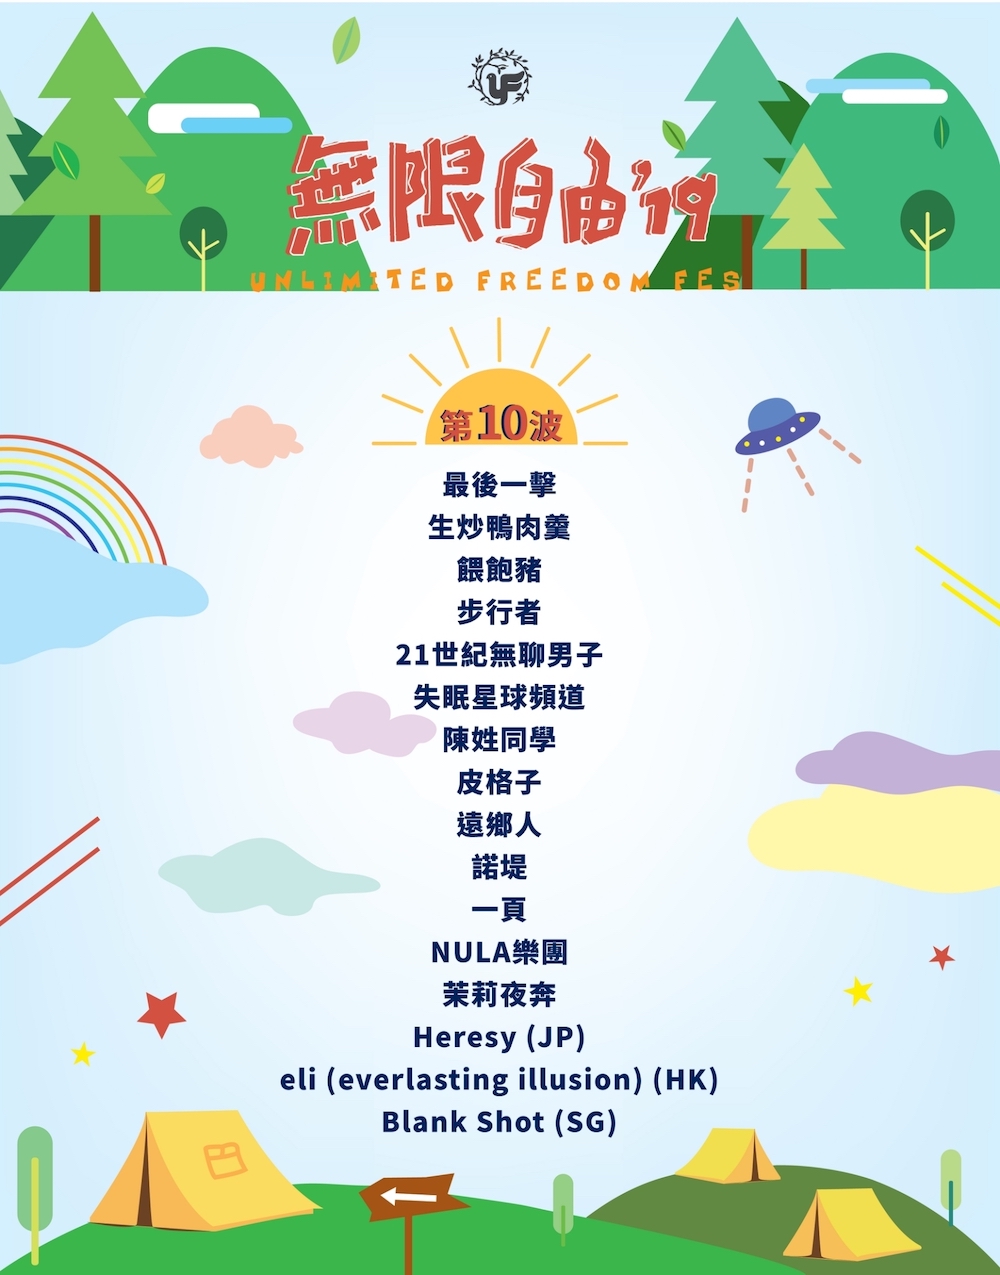 無限自由'19
UNLIMITED FREEDOM FES
第10波
最後一擊
生炒鴨肉羹
餵飽豬
步行者
21世紀無聊男子
失眠星球頻道
陳姓同學
皮格子
遠鄉人
諾堤
一頁
NULA樂團
茉莉夜奔
Heresy (JP)
eli (everlasting illusion) (HK)
Blank Shot (SG)